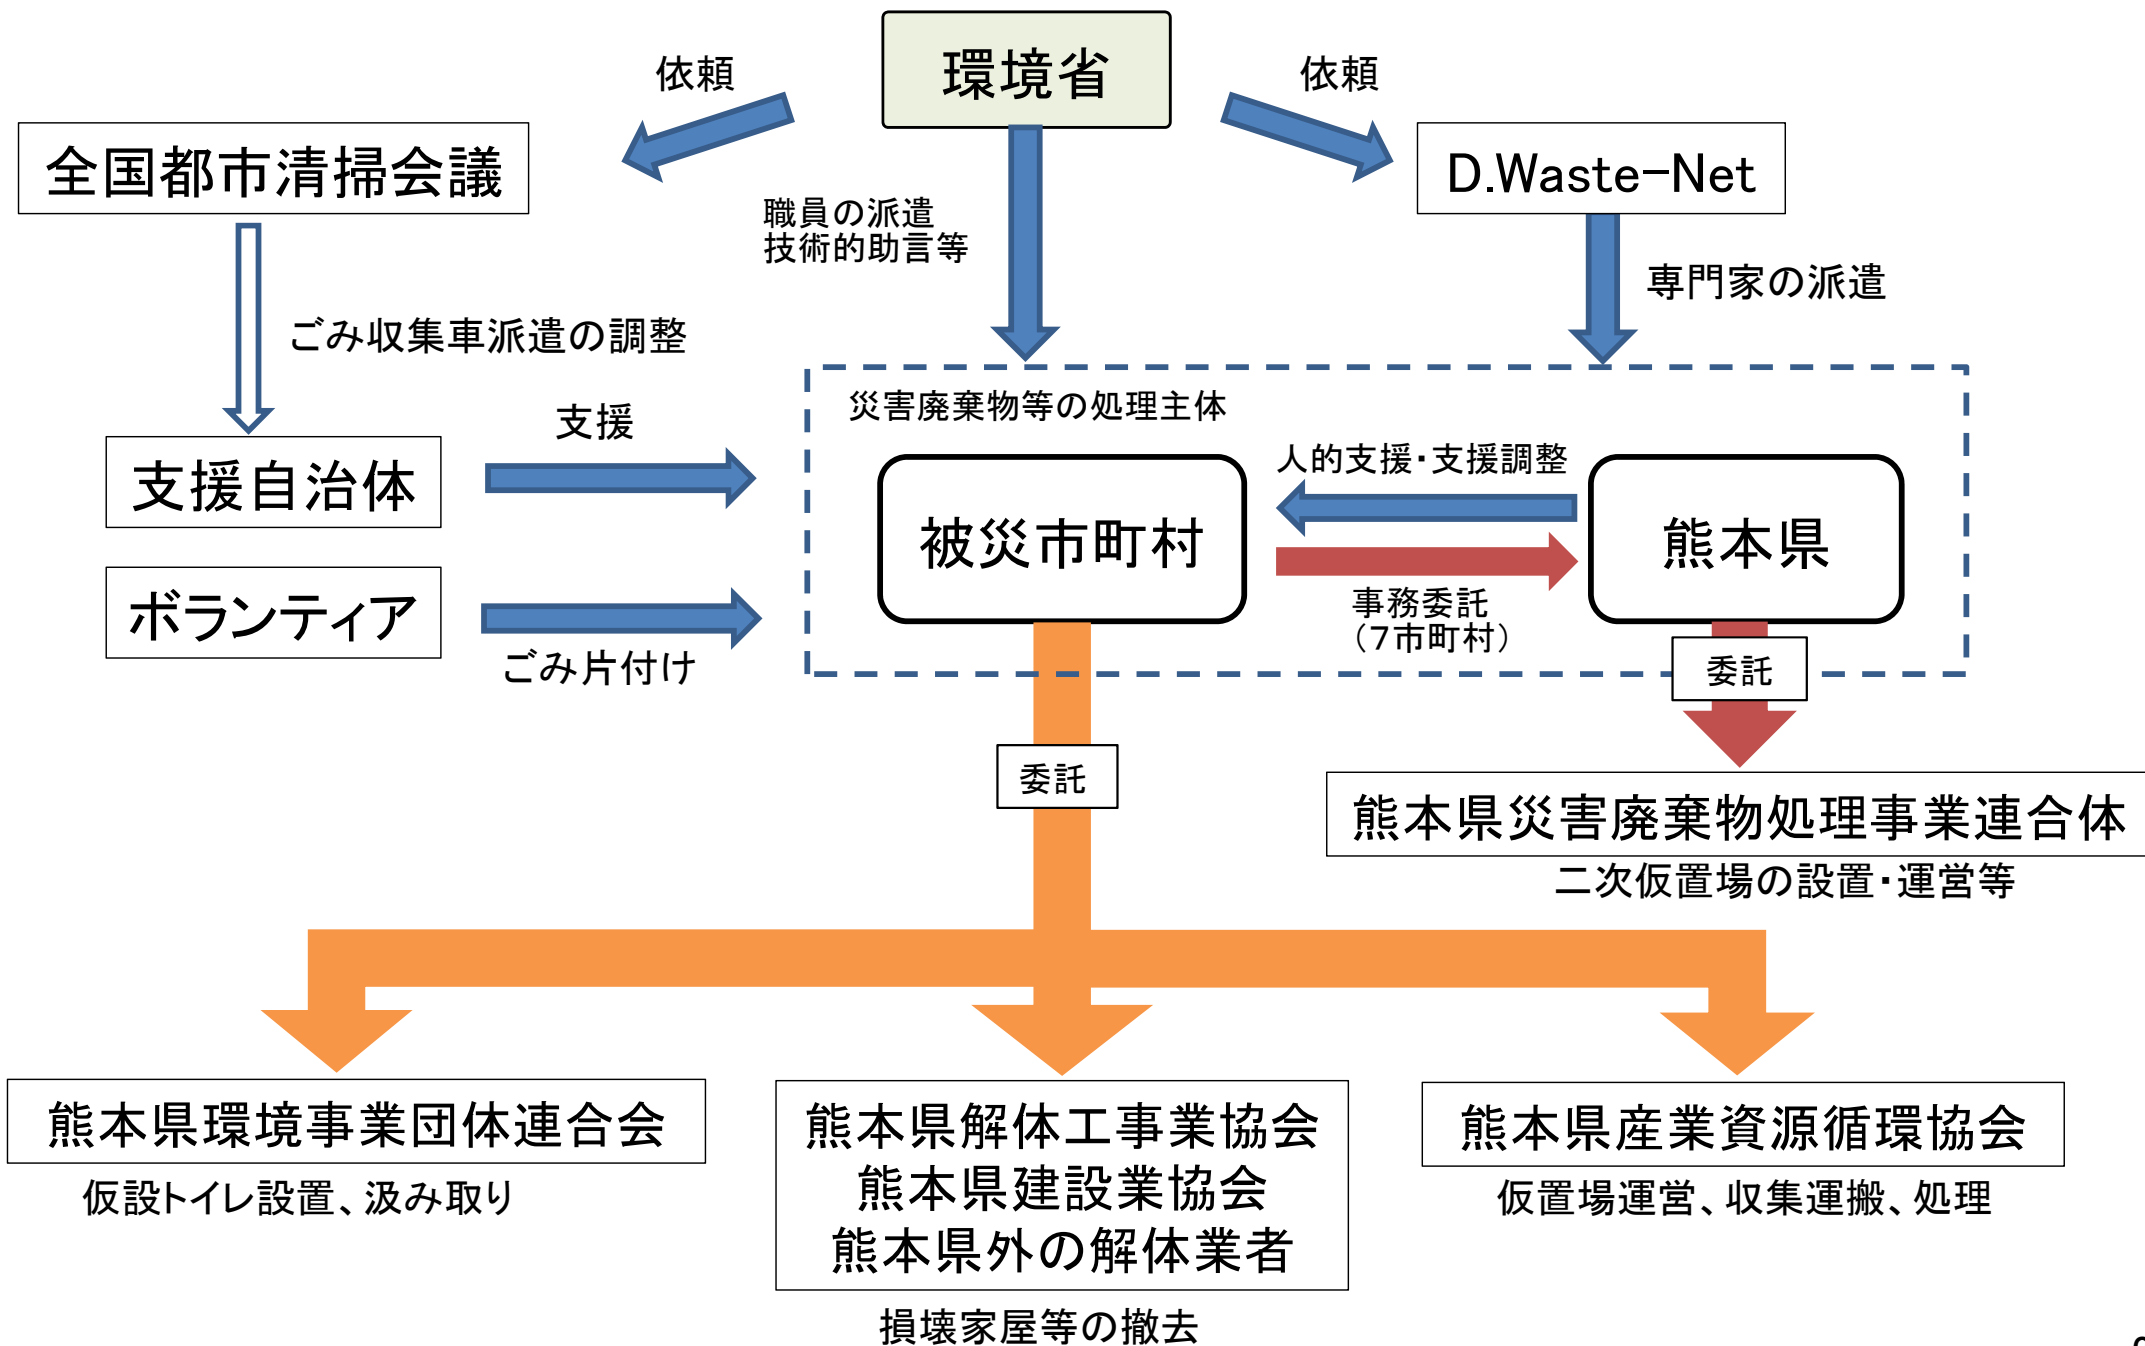 環境省
依頼
依頼
全国都市清掃会議
D.Waste-Net
職員の派遣
技術的助言等
専門家の派遣
ごみ収集車派遣の調整
災害廃棄物等の処理主体
支援
支援自治体
人的支援・支援調整
被災市町村
熊本県
ボランティア
ごみ片付け
事務委託
（7市町村）
委託
委託
熊本県災害廃棄物処理事業連合体
二次仮置場の設置・運営等
熊本県環境事業団体連合会
仮設トイレ設置、汲み取り
熊本県解体工事業協会
熊本県建設業協会
熊本県外の解体業者
損壊家屋等の撤去
熊本県産業資源循環協会
仮置場運営、収集運搬、処理